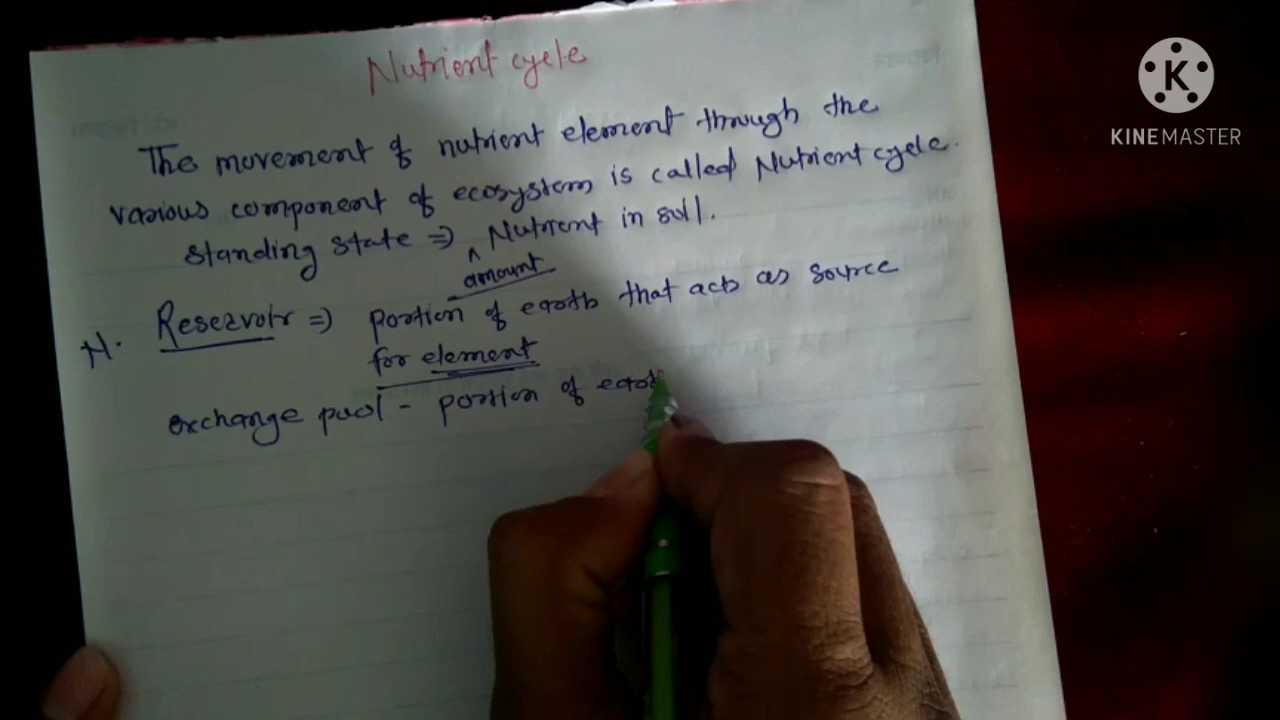 Nutrient cycle
The movement of nutrient element through the
various component of ecosystem is called Nutrient cycle.
standing state ⇒ ^ Nutrient in soil.
amount
N. Reservoir ⇒ portion of earth that acts as source
for element
exchange pool - portion of earth
K
KINEMASTER